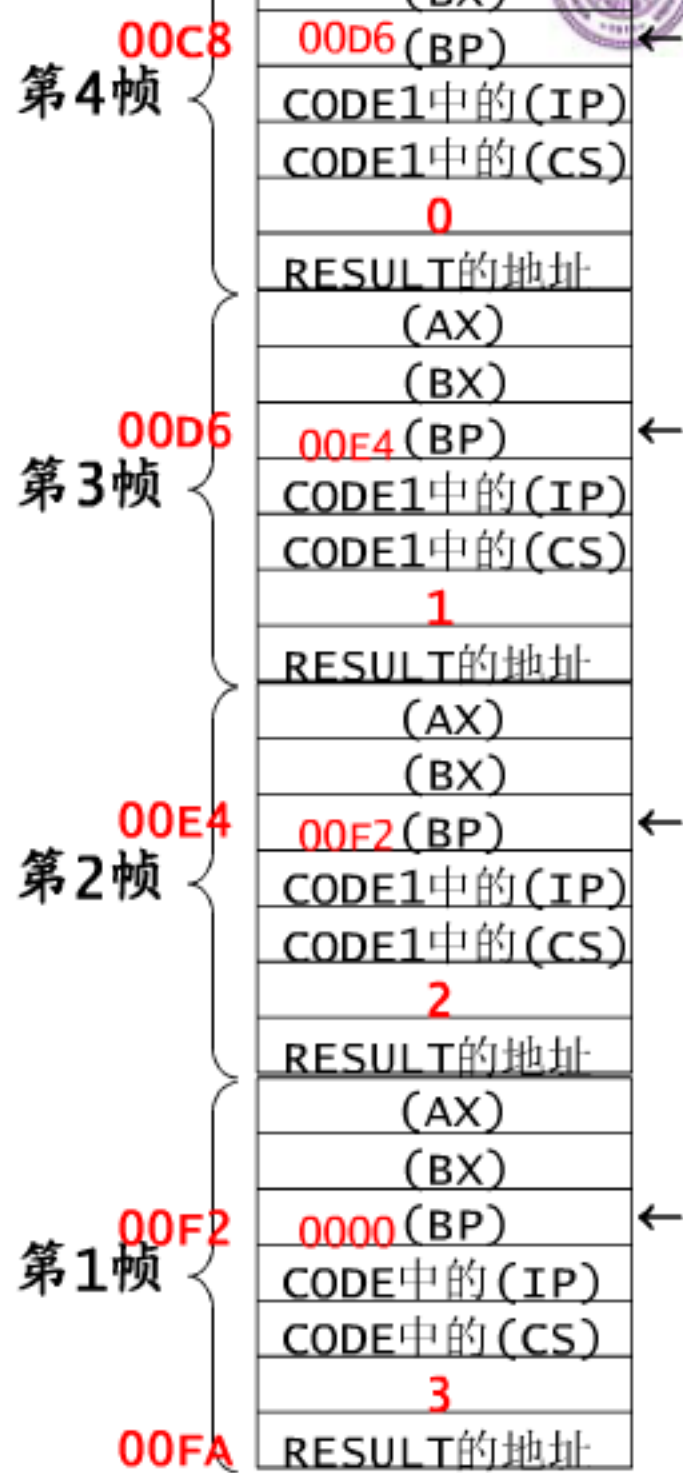 (BX)
00C8 00D6 (BP) ←
第4帧
CODE1中的(IP)
CODE1中的(CS)
0
RESULT的地址
(AX)
(BX)
00D6 00E4 (BP) ←
第3帧
CODE1中的(IP)
CODE1中的(CS)
1
RESULT的地址
(AX)
(BX)
00E4 00F2 (BP) ←
第2帧
CODE1中的(IP)
CODE1中的(CS)
2
RESULT的地址
(AX)
(BX)
00F2 0000 (BP) ←
第1帧
CODE中的(IP)
CODE中的(CS)
3
00FA RESULT的地址